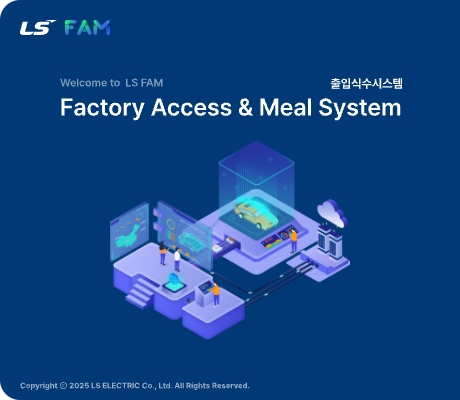 LS FAM
Welcome to LS FAM 출입식수시스템
Factory Access & Meal System
Copyright ⓒ 2025 LS ELECTRIC Co., Ltd. All Rights Reserved.